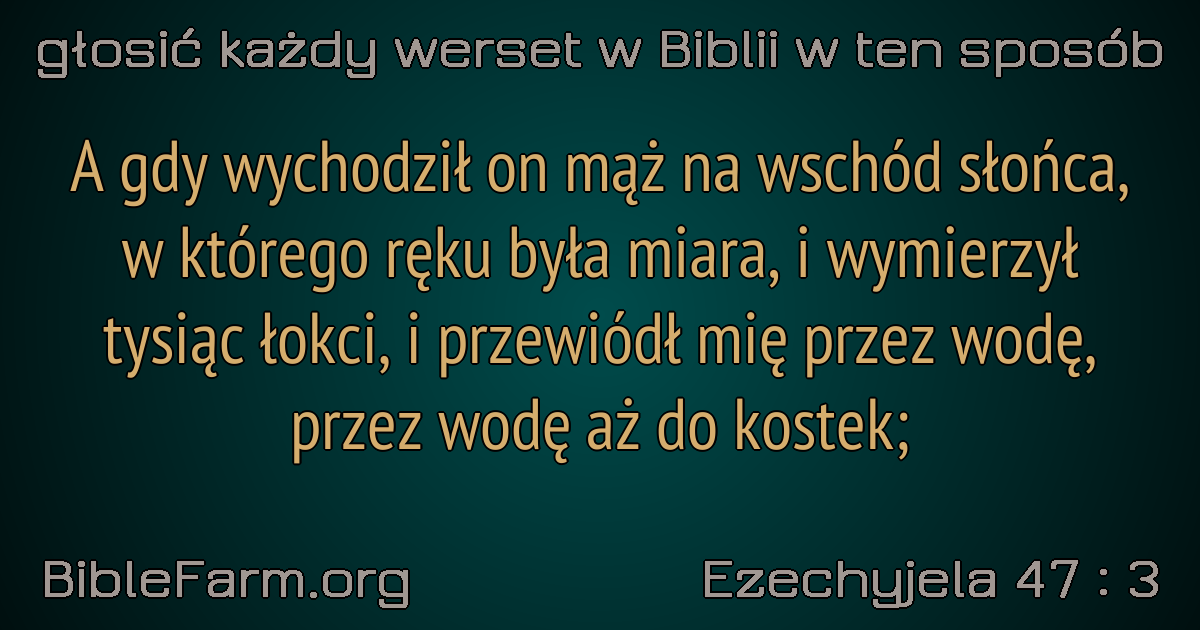 głosić każdy werset w Biblii w ten sposób
A gdy wychodził on mąż na wschód słońca,
w którego ręku była miara, i wymierzył
tysiąc łokci, i przewiódł mię przez wodę,
przez wodę aż do kostek;
BibleFarm.org
Ezechyjela 47 : 3